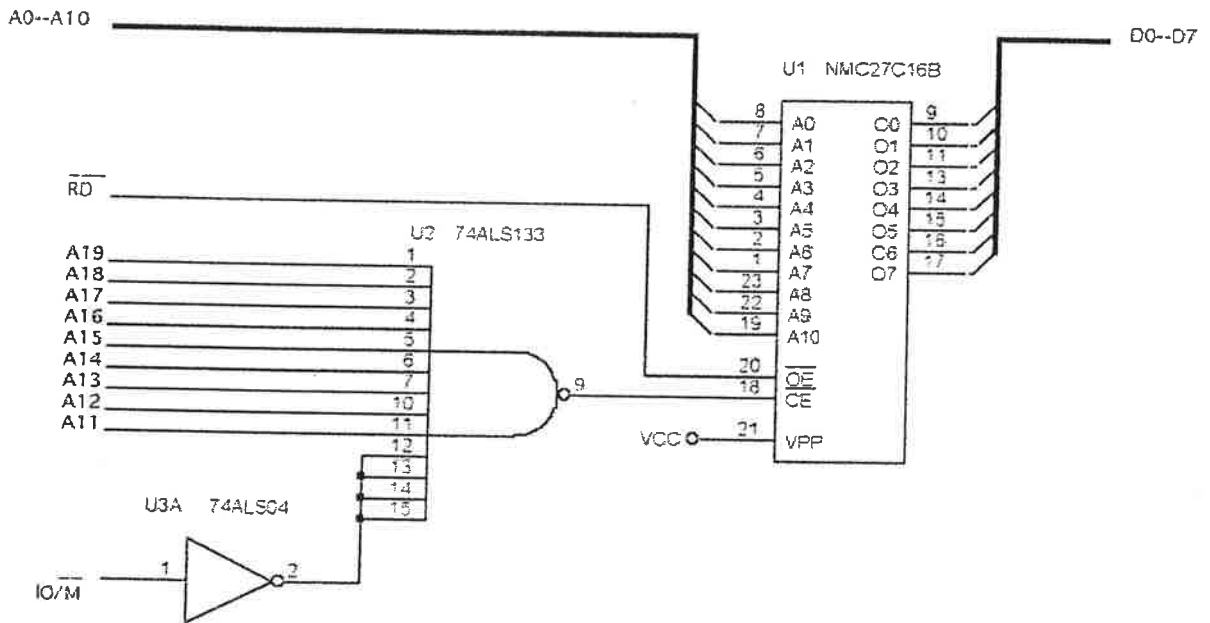 A0--A10
D0--D7
U1 NMC27C16B
8 A0 O0 9
7 A1 O1 10
6 A2 O2 11
5 A3 O3 13
4 A4 O4 14
3 A5 O5 15
2 A6 O6 16
1 A7 O7 17
23 A8
22 A9
19 A10
20 OE
18 CE
VCC 21 VPP
RD
U2 74ALS133
A19 1
A18 2
A17 3
A16 4
A15 5
A14 6
A13 7
A12 10
A11 11
12
13
14
15
9
U3A 74ALS04
1 2
IO/M